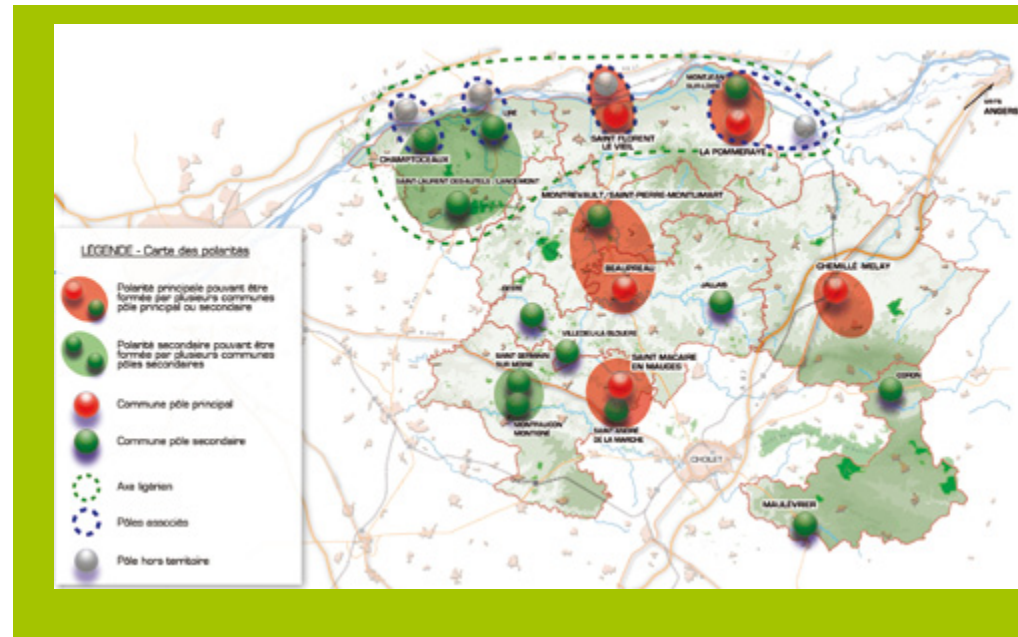 MONTJEAN
SUR-LOIRE
VERS
ANGERS
LIRÉ
CHAMPTOCEAUX
SAINT FLORENT
LE VIEIL
LA POMMERAYE
SAINT-LAURENT DES AUTELS / LANDEMONT
MONTREVAULT / SAINT-PIERRE-MONTLIMART
BEAUPREAU
JALLAIS
CHEMILLÉ MELAY
GESTÉ
VILLEDIEU-LA-BLOUERE
SAINT GERMAIN
SUR MOINE
SAINT MACAIRE
EN MAUGES
MONTFAUCON
MONTIGNE
SAINT-ANDRÉ
DE LA MARCHE
CORON
CHOLET
MAULÉVRIER
LÉGENDE - Carte des polarités
Polarité principale pouvant être
formée par plusieurs communes
pôle principal ou secondaire
Polarité secondaire pouvant être
formée par plusieurs communes
pôles secondaires
Commune pôle principal
Commune pôle secondaire
Axe ligérien
Pôles associés
Pôle hors territoire